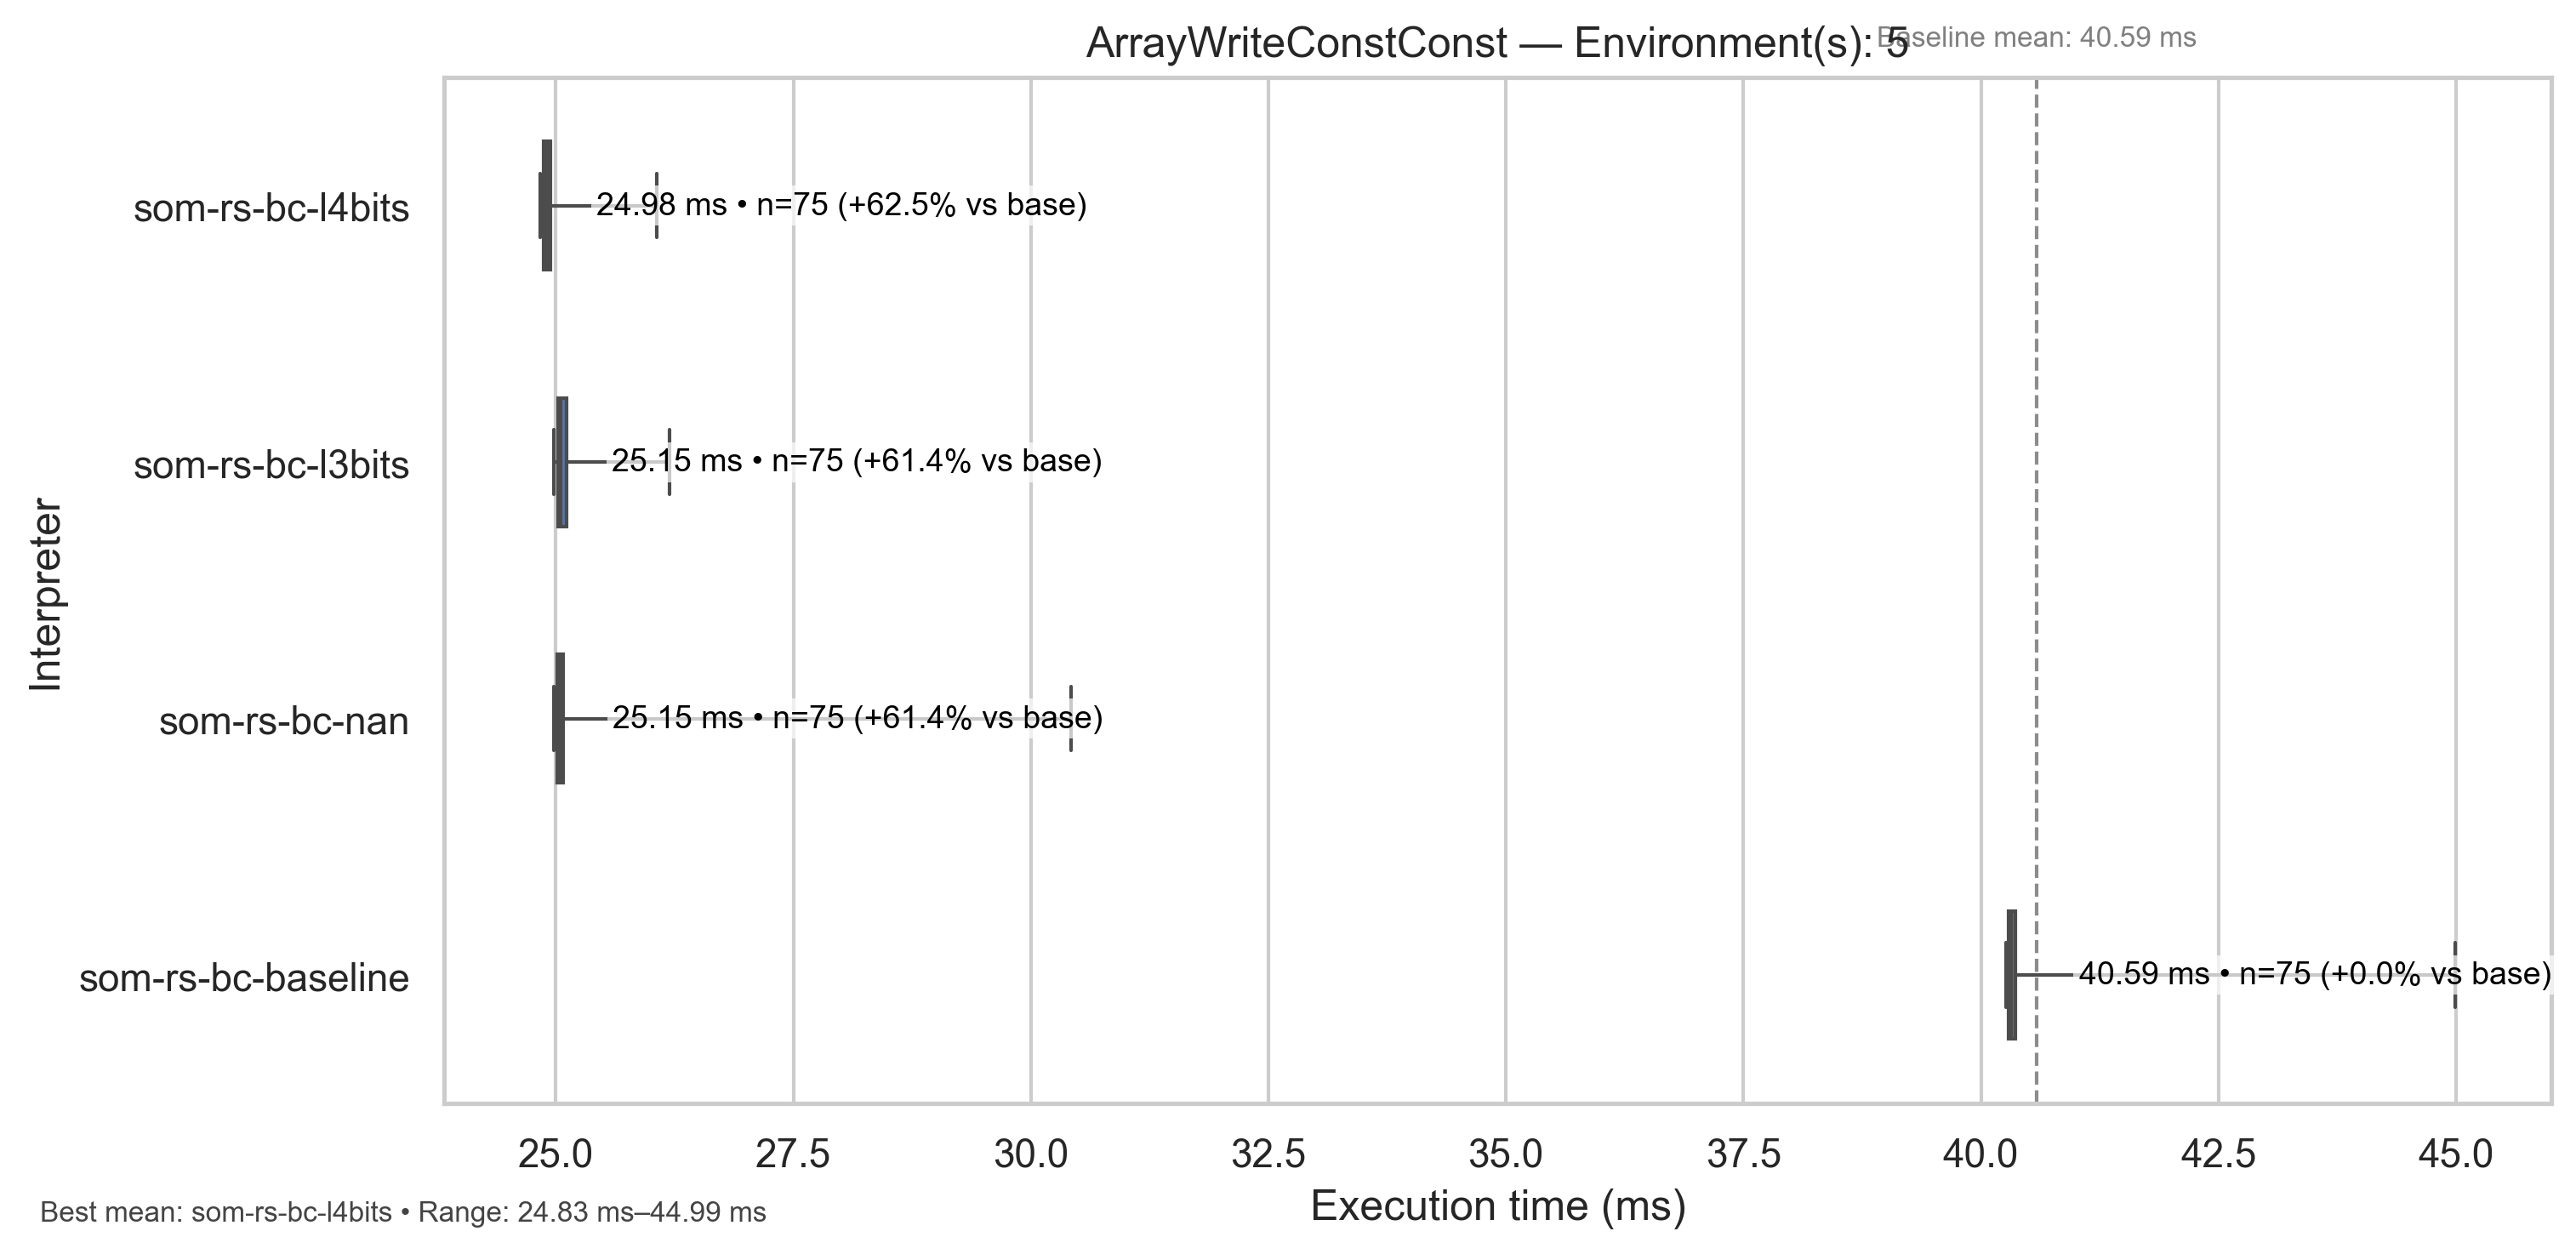 ArrayWriteConstConst — Environment(s): 5
Baseline mean: 40.59 ms
Interpreter
som-rs-bc-l4bits
24.98 ms • n=75 (+62.5% vs base)
som-rs-bc-l3bits
25.15 ms • n=75 (+61.4% vs base)
som-rs-bc-nan
25.15 ms • n=75 (+61.4% vs base)
som-rs-bc-baseline
40.59 ms • n=75 (+0.0% vs base)
25.0 27.5 30.0 32.5 35.0 37.5 40.0 42.5 45.0
Execution time (ms)
Best mean: som-rs-bc-l4bits • Range: 24.83 ms–44.99 ms